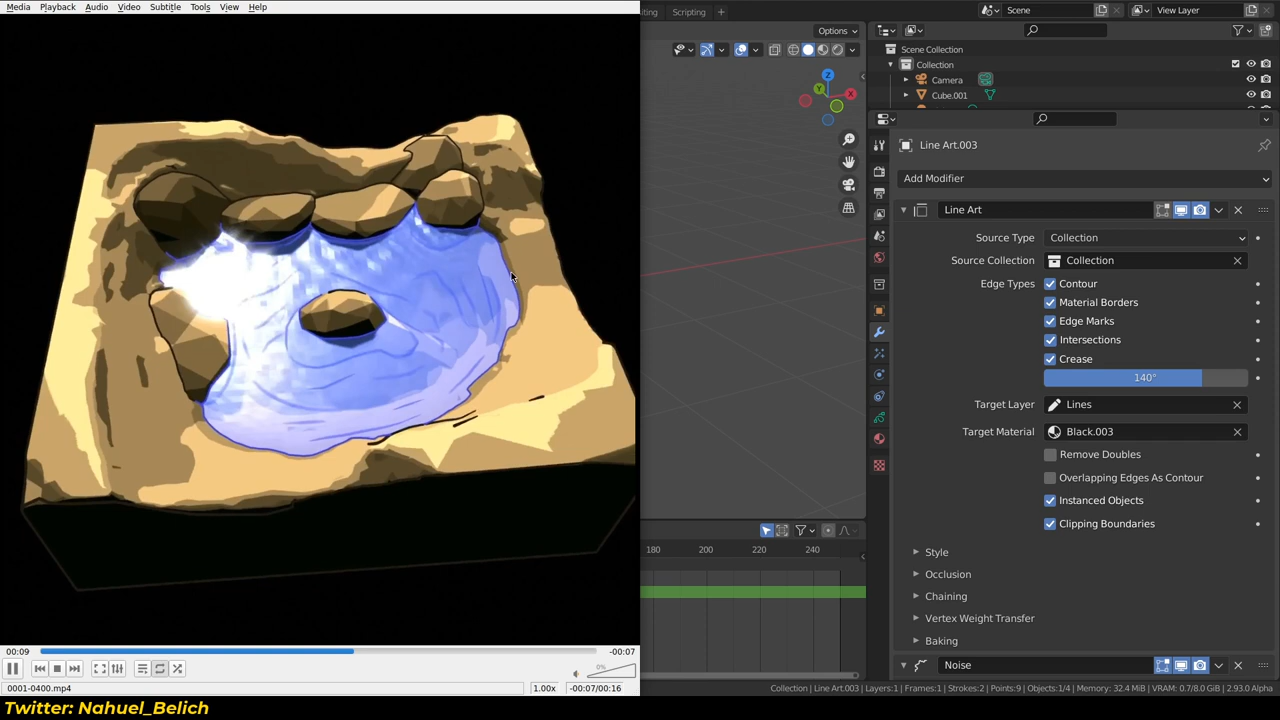 Media Playback Audio Video Subtitle Tools View Help
Scripting +
Scene
View Layer
Options
Scene Collection
Collection
Camera
Cube.001
Z
Y
X
Line Art.003
Add Modifier
Line Art
Source Type Collection
Source Collection Collection
Edge Types Contour
Material Borders
Edge Marks
Intersections
Crease
140°
Target Layer Lines
Target Material Black.003
Remove Doubles
Overlapping Edges As Contour
Instanced Objects
Clipping Boundaries
Style
Occlusion
Chaining
Vertex Weight Transfer
Baking
Noise
180 200 220 240
00:09 -00:07
0%
0001-0400.mp4 1.00x -00:07/00:16
Collection | Line Art.003 | Layers:1 | Frames:1 | Strokes:2 | Points:9 | Objects:1/4 | Memory: 32.4 MiB | VRAM: 0.7/8.0 GiB | 2.93.0 Alpha
Twitter: Nahuel_Belich